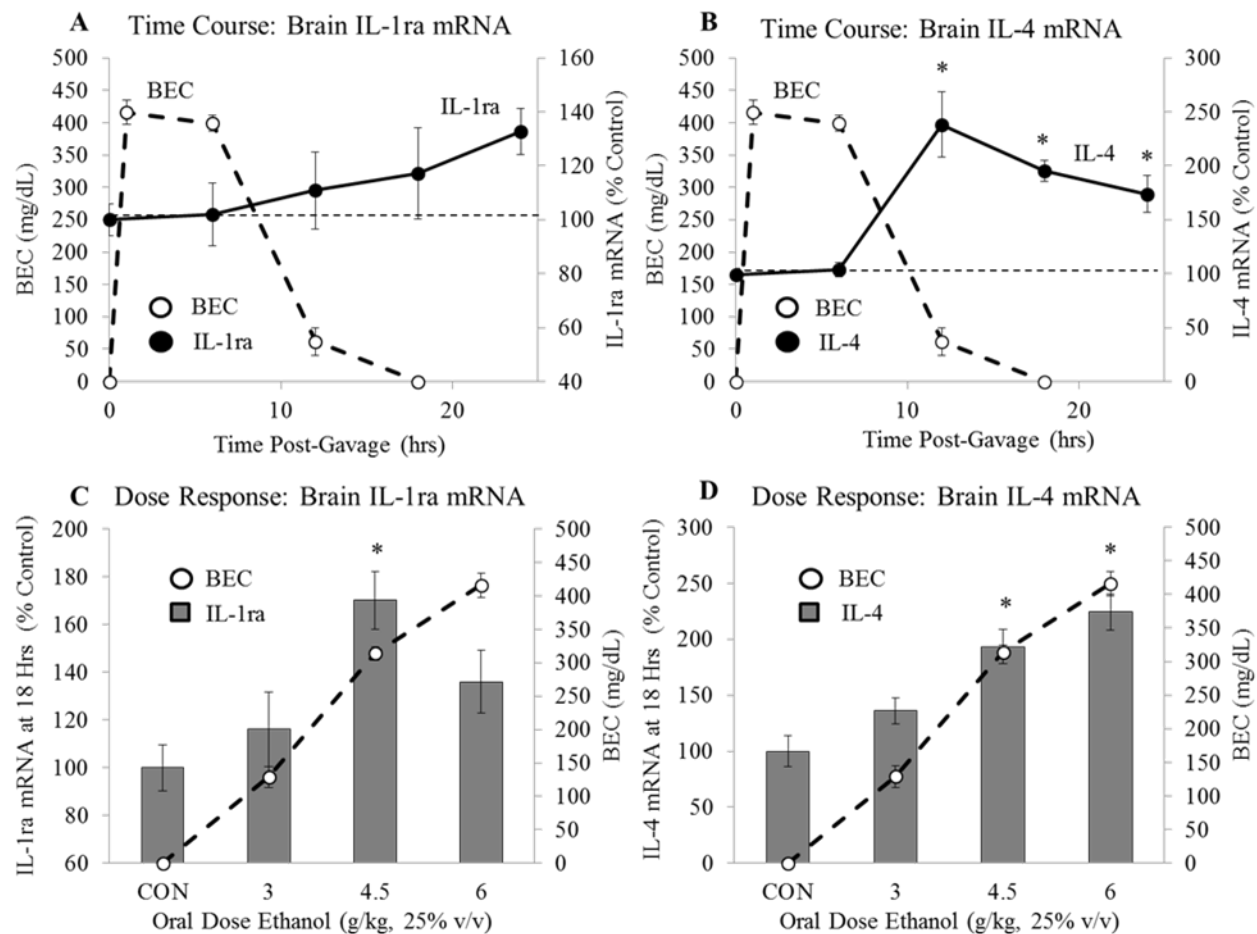 A Time Course: Brain IL-1ra mRNA
500
450
400
350
300
250
200
150
100
50
0
BEC (mg/dL)
BEC
IL-1ra
BEC
IL-1ra
160
140
120
100
80
60
40
IL-1ra mRNA (% Control)
0 10 20
Time Post-Gavage (hrs)
B Time Course: Brain IL-4 mRNA
500
450
400
350
300
250
200
150
100
50
0
BEC (mg/dL)
BEC
*
*
IL-4
*
BEC
IL-4
300
250
200
150
100
50
0
IL-4 mRNA (% Control)
0 10 20
Time Post-Gavage (hrs)
C Dose Response: Brain IL-1ra mRNA
200
180
160
140
120
100
80
60
IL-1ra mRNA at 18 Hrs (% Control)
BEC
IL-1ra
*
500
450
400
350
300
250
200
150
100
50
0
BEC (mg/dL)
CON 3 4.5 6
Oral Dose Ethanol (g/kg, 25% v/v)
D Dose Response: Brain IL-4 mRNA
300
250
200
150
100
50
0
IL-4 mRNA at 18 Hrs (% Control)
BEC
IL-4
*
*
500
450
400
350
300
250
200
150
100
50
0
BEC (mg/dL)
CON 3 4.5 6
Oral Dose Ethanol (g/kg, 25% v/v)